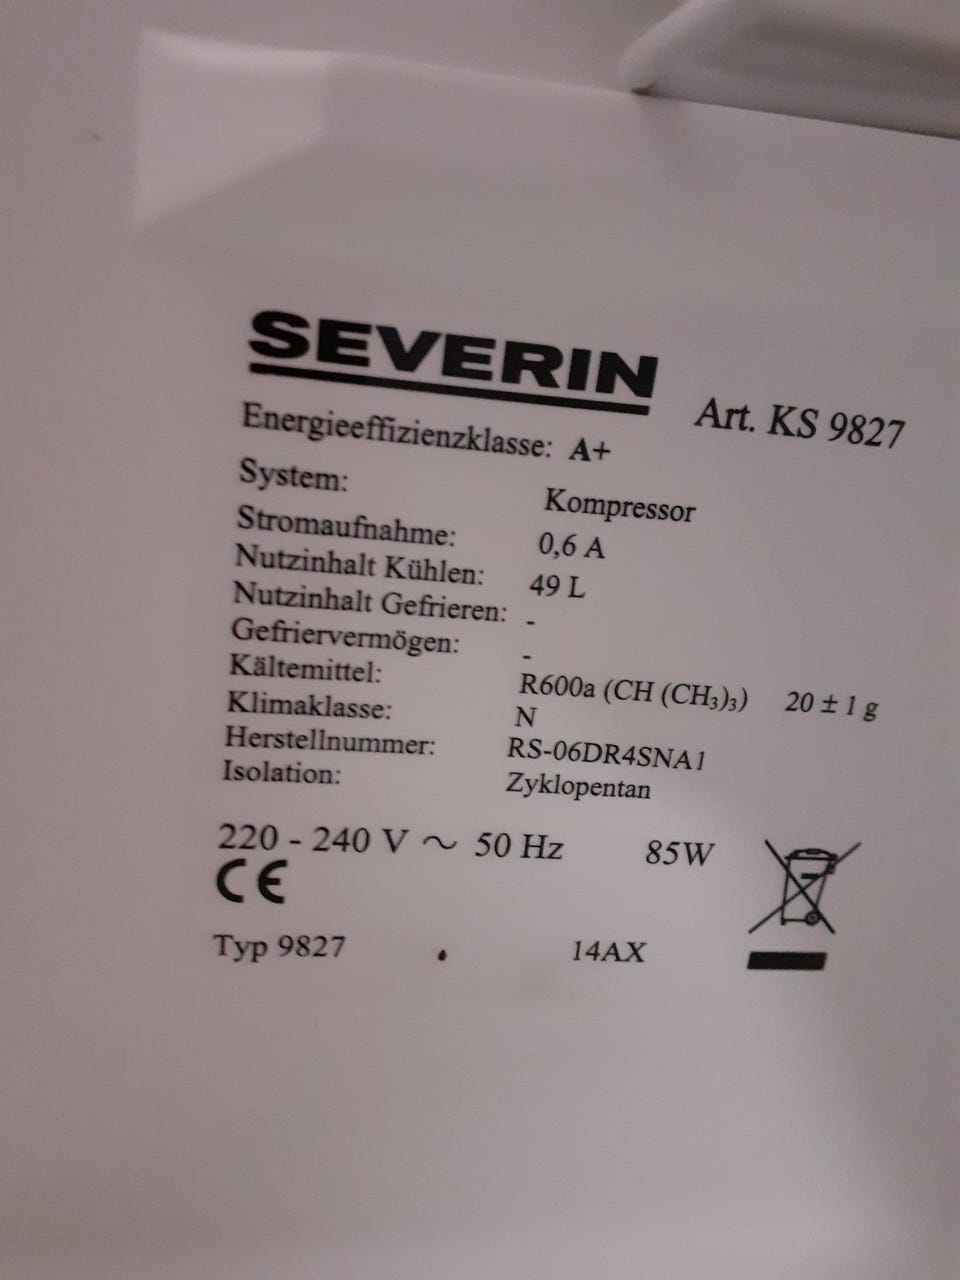 SEVERIN Art. KS 9827
Energieeffizienzklasse: A+
System: Kompressor
Stromaufnahme: 0,6 A
Nutzinhalt Kühlen: 49 L
Nutzinhalt Gefrieren: -
Gefriervermögen: -
Kältemittel: R600a (CH (CH₃)₃) 20 ± 1 g
Klimaklasse: N
Herstellnummer: RS-06DR4SNA1
Isolation: Zyklopentan
220 - 240 V ~ 50 Hz 85W
CE
Typ 9827 14AX